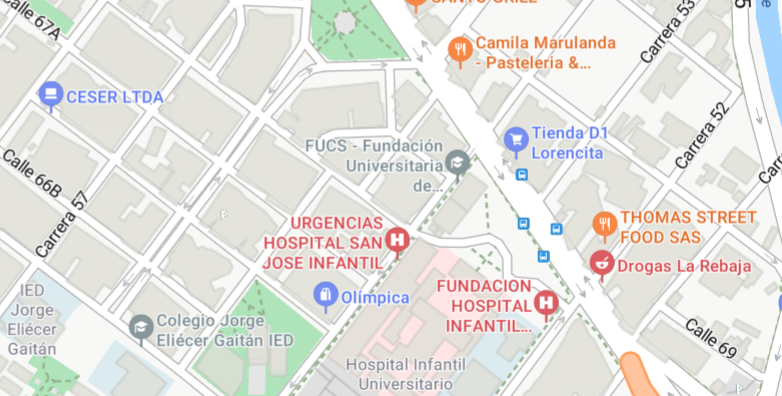 SANTO GRILL
Calle 67A
Camila Marulanda
- Pasteleria &...
Carrera 53
CESER LTDA
Tienda D1
Lorencita
Carrera 52
FUCS - Fundación
Universitaria
de...
Calle 66B
Carrera 57
URGENCIAS
HOSPITAL SAN
JOSE INFANTIL
THOMAS STREET
FOOD SAS
Drogas La Rebaja
FUNDACION
HOSPITAL
INFANTIL...
Olímpica
IED
Jorge
Eliécer
Gaitán
Colegio Jorge
Eliécer Gaitán IED
Calle 69
Hospital Infantil
Universitario